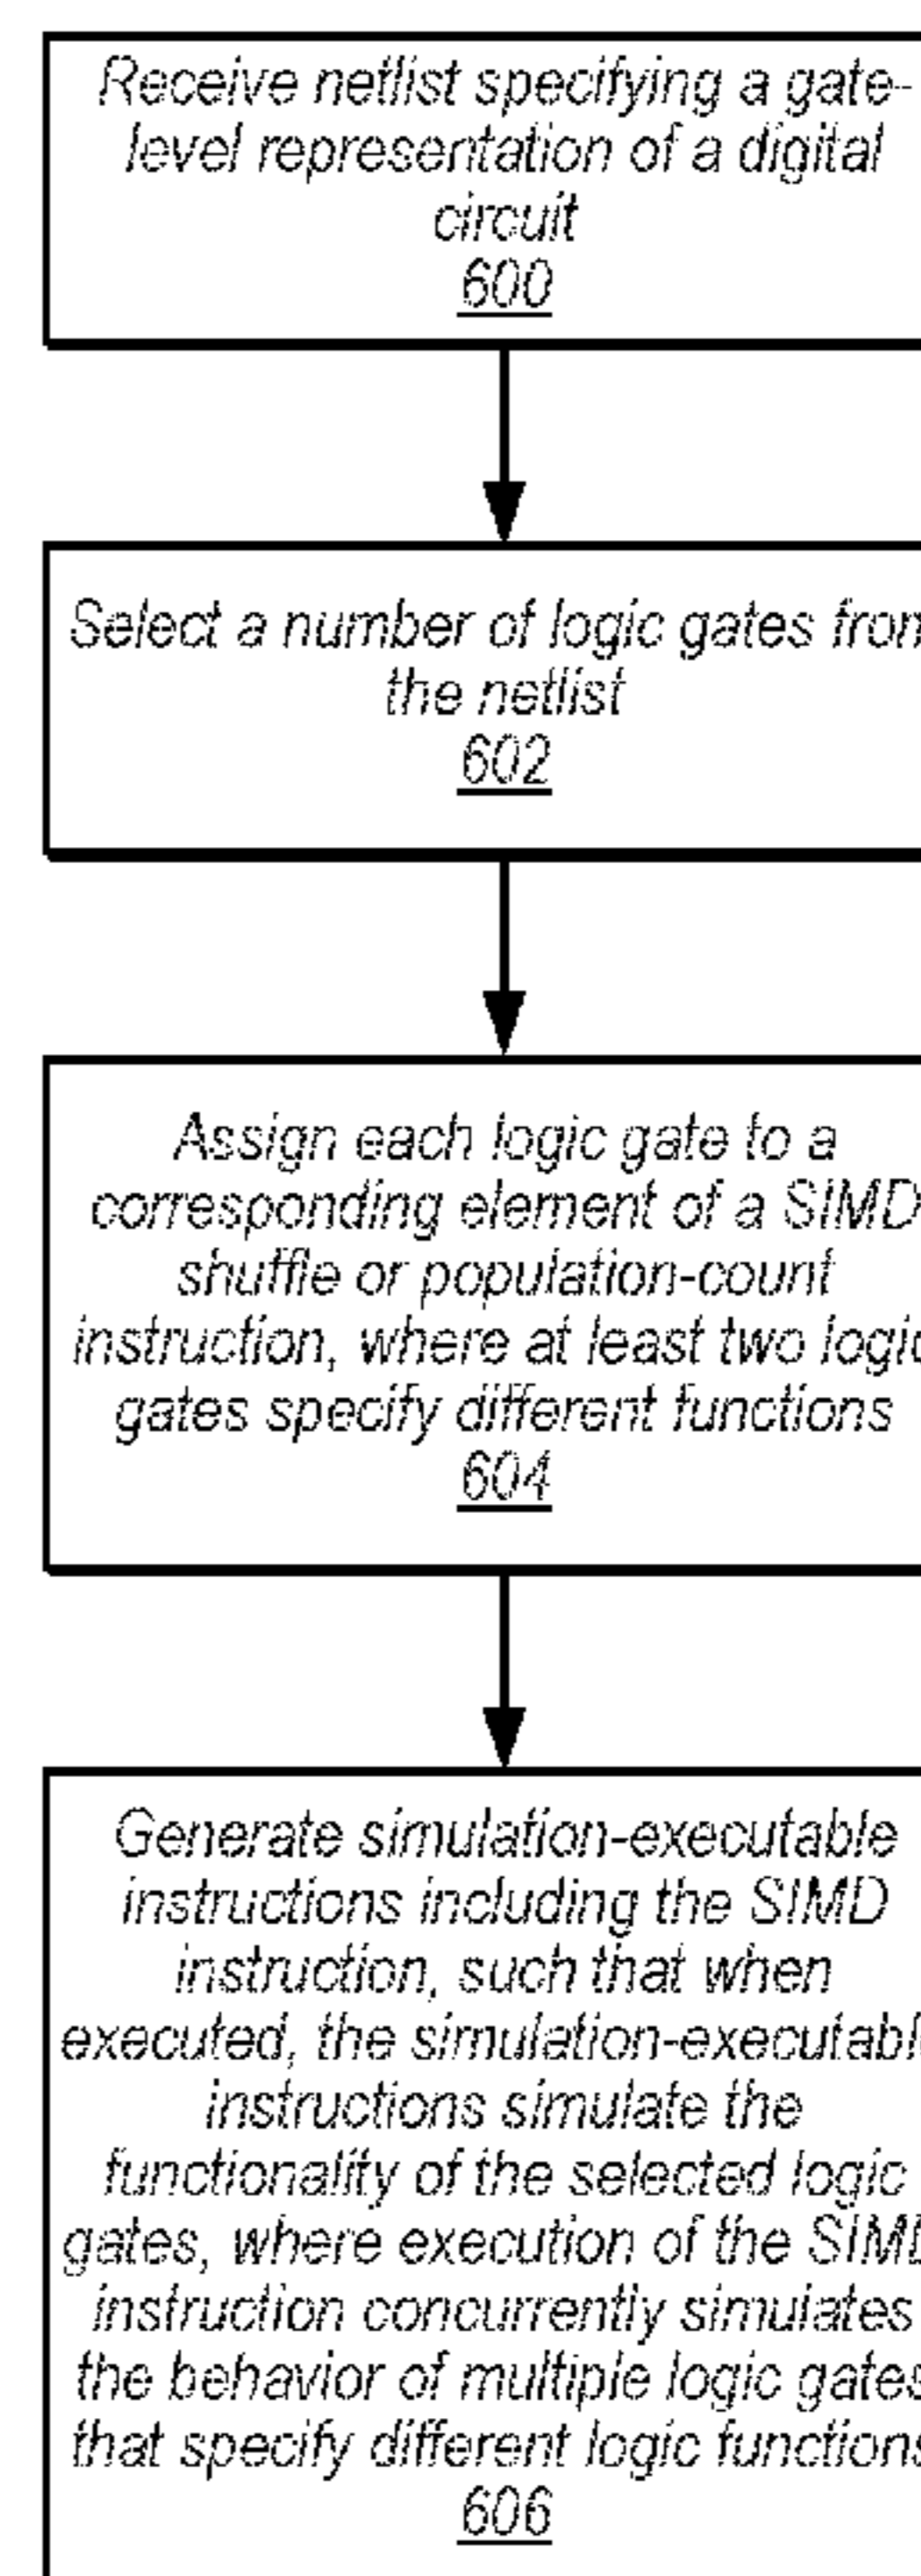 Receive netlist specifying a gate-
level representation of a digital
circuit
600
Select a number of logic gates from
the netlist
602
Assign each logic gate to a
corresponding element of a SIMD
shuffle or population-count
instruction, where at least two logic
gates specify different functions
604
Generate simulation-executable
instructions including the SIMD
instruction, such that when
executed, the simulation-executable
instructions simulate the
functionality of the selected logic
gates, where execution of the SIMD
instruction concurrently simulates
the behavior of multiple logic gates
that specify different logic functions
606